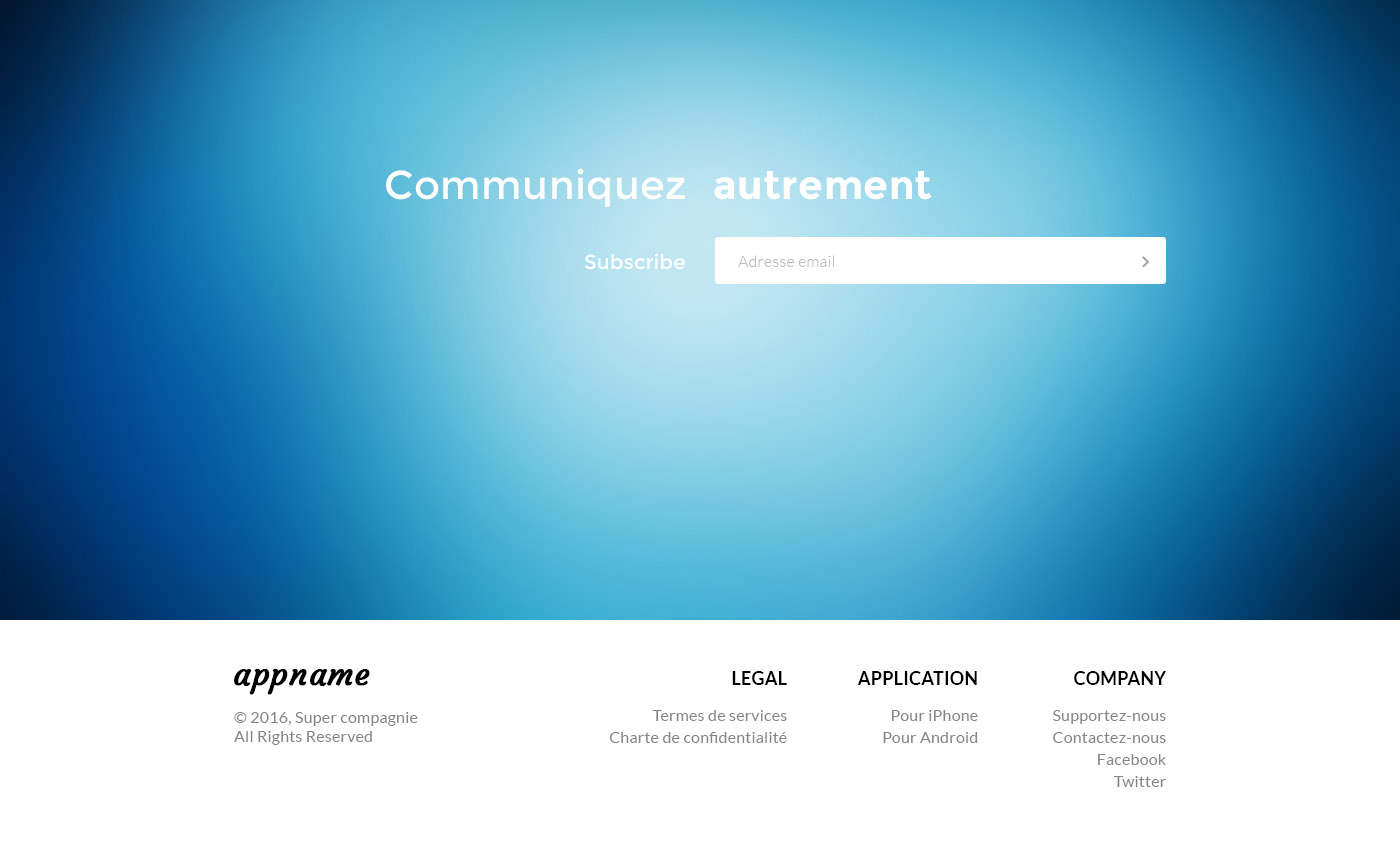 Communiquez autrement
Subscribe
Adresse email
appname
© 2016, Super compagnie
All Rights Reserved
LEGAL
Termes de services
Charte de confidentialité
APPLICATION
Pour iPhone
Pour Android
COMPANY
Supportez-nous
Contactez-nous
Facebook
Twitter